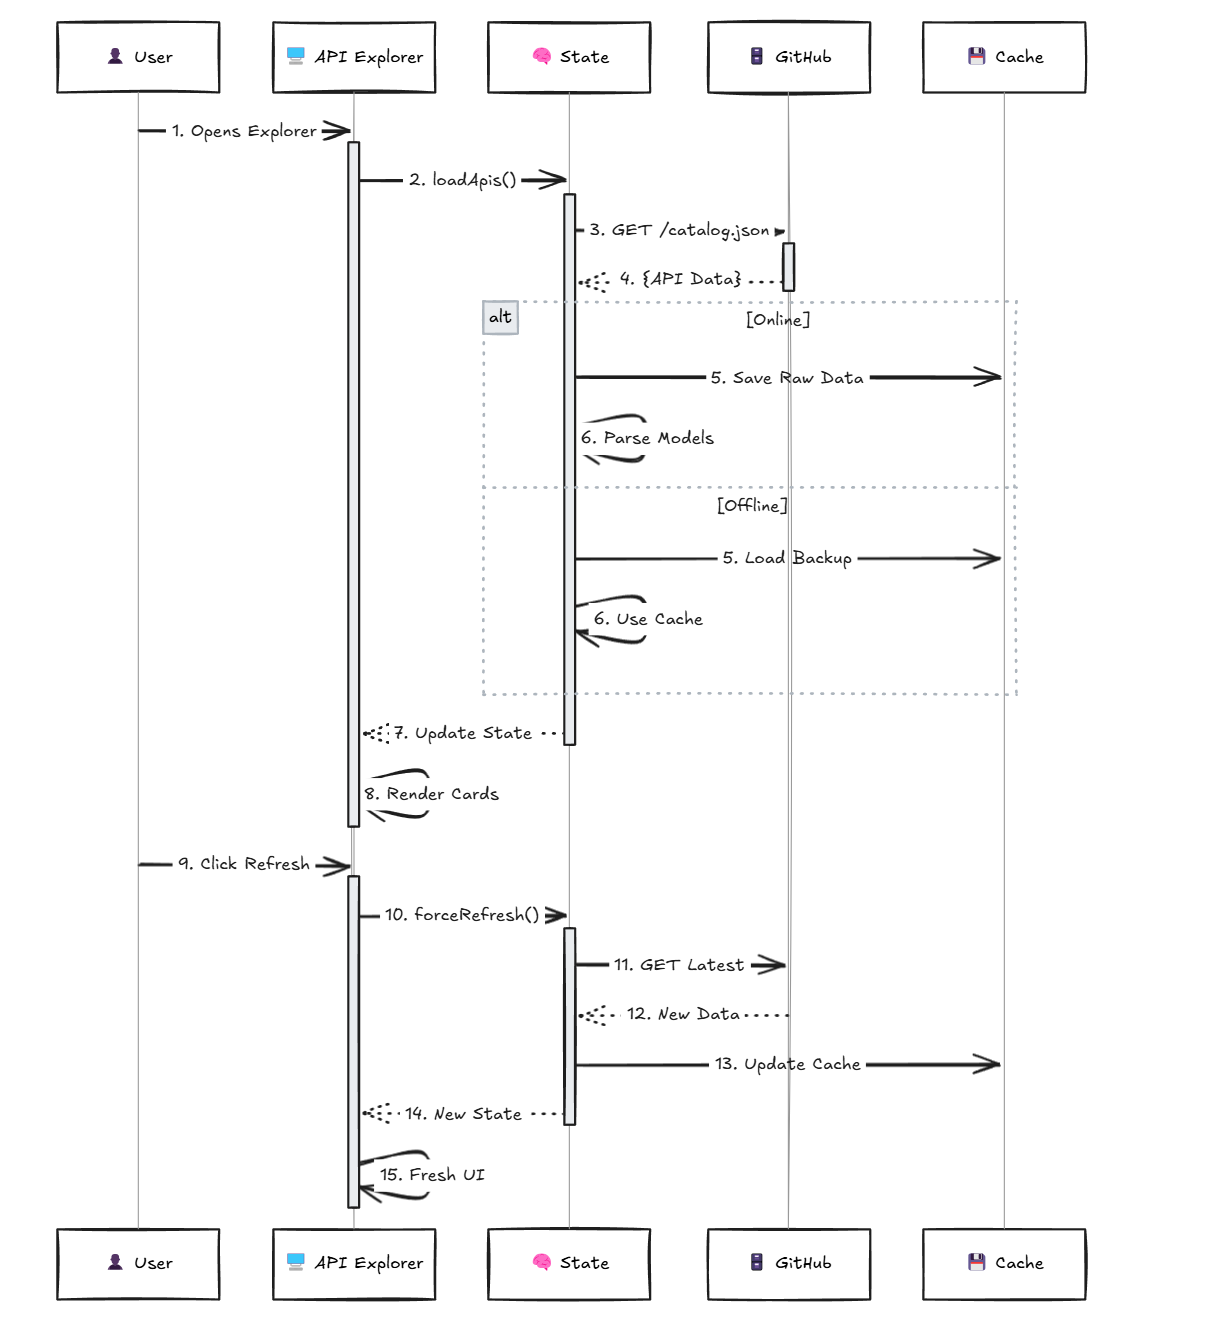 User
API Explorer
State
GitHub
Cache
1. Opens Explorer
2. loadApis()
3. GET /catalog.json
4. {API Data}
alt
[Online]
5. Save Raw Data
6. Parse Models
[Offline]
5. Load Backup
6. Use Cache
7. Update State
8. Render Cards
9. Click Refresh
10. forceRefresh()
11. GET Latest
12. New Data
13. Update Cache
14. New State
15. Fresh UI
User
API Explorer
State
GitHub
Cache